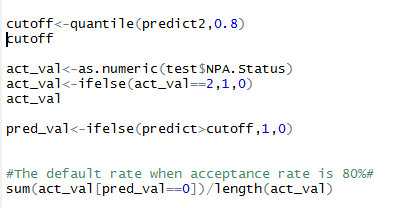 cutoff<-quantile(predict2,0.8)
cutoff
act_val<-as.numeric(test$NPA.Status)
act_val<-ifelse(act_val==2,1,0)
act_val
pred_val<-ifelse(predict>cutoff,1,0)
#The default rate when acceptance rate is 80%#
sum(act_val[pred_val==0])/length(act_val)